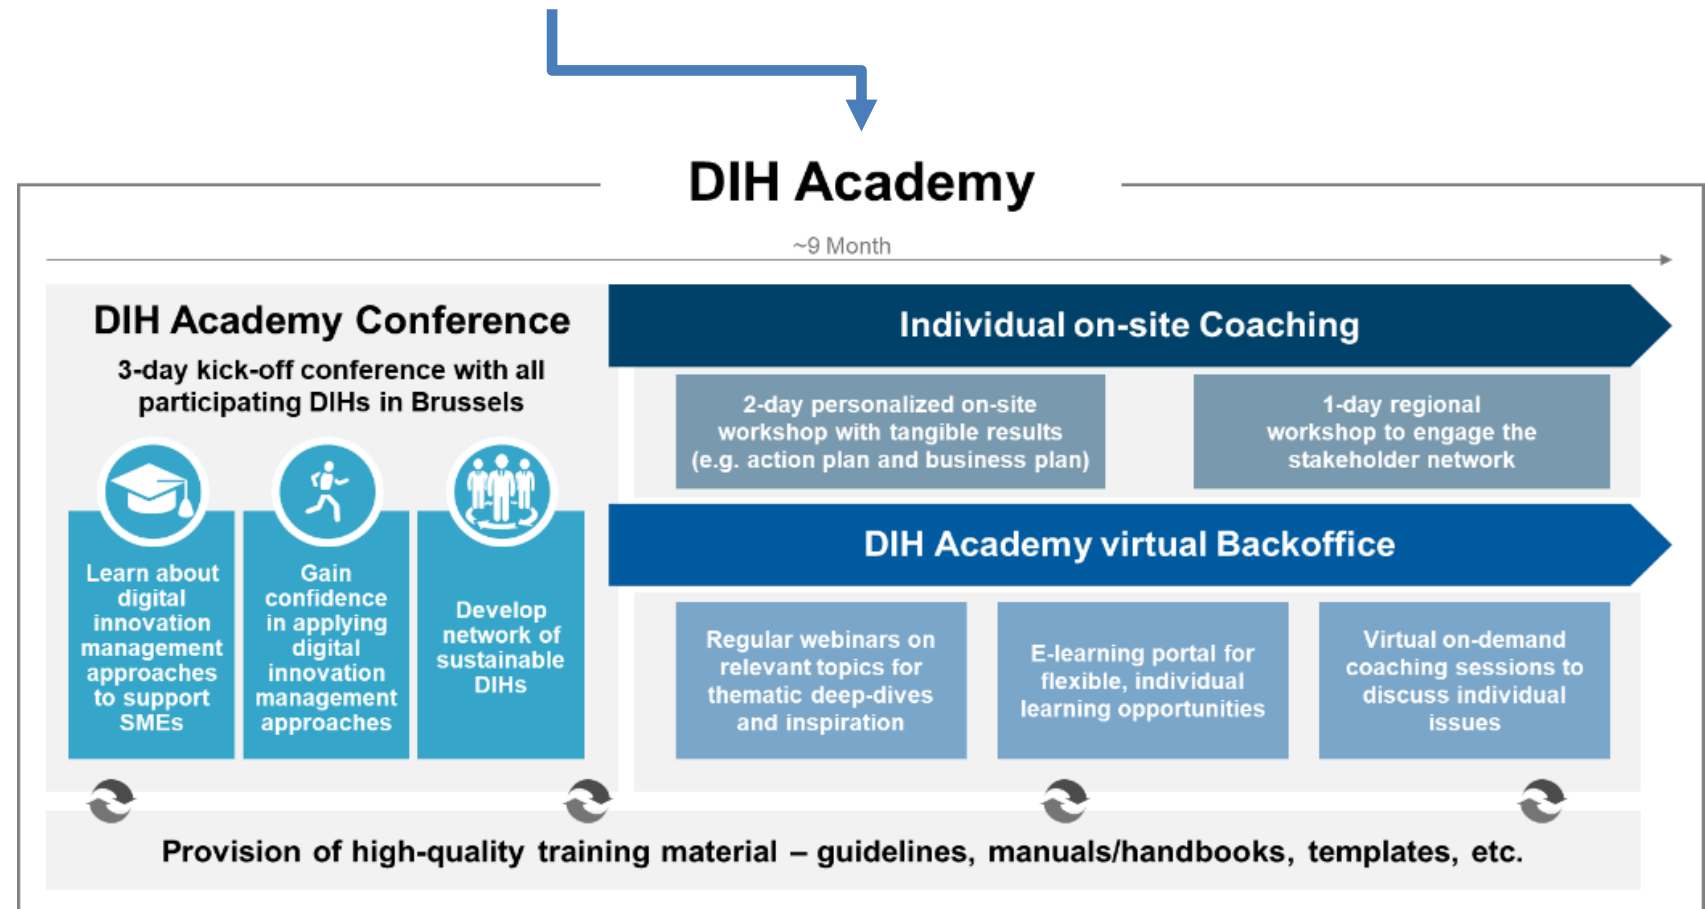 DIH Academy
~9 Month
DIH Academy Conference
3-day kick-off conference with all
participating DIHs in Brussels
Learn about
digital
innovation
management
approaches
to support
SMEs
Gain
confidence
in applying
digital
innovation
management
approaches
Develop
network of
sustainable
DIHs
Individual on-site Coaching
2-day personalized on-site
workshop with tangible results
(e.g. action plan and business plan)
1-day regional
workshop to engage the
stakeholder network
DIH Academy virtual Backoffice
Regular webinars on
relevant topics for
thematic deep-dives
and inspiration
E-learning portal for
flexible, individual
learning opportunities
Virtual on-demand
coaching sessions to
discuss individual
issues
Provision of high-quality training material – guidelines, manuals/handbooks, templates, etc.